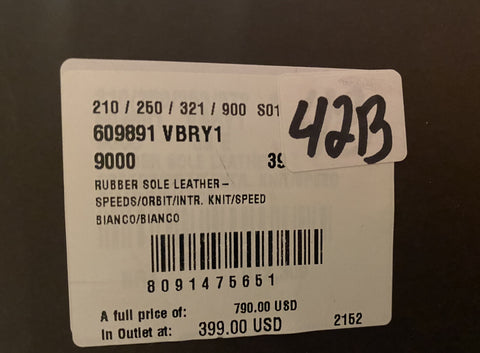 210 / 250 / 321 / 900 S01
42B
609891 VBRY1
9000 39
RUBBER SOLE LEATHER-
SPEEDS/ORBIT/INTR. KNIT/SPEED
BIANCO/BIANCO
8091475651
A full price of: 790.00 USD
In Outlet at: 399.00 USD 2152